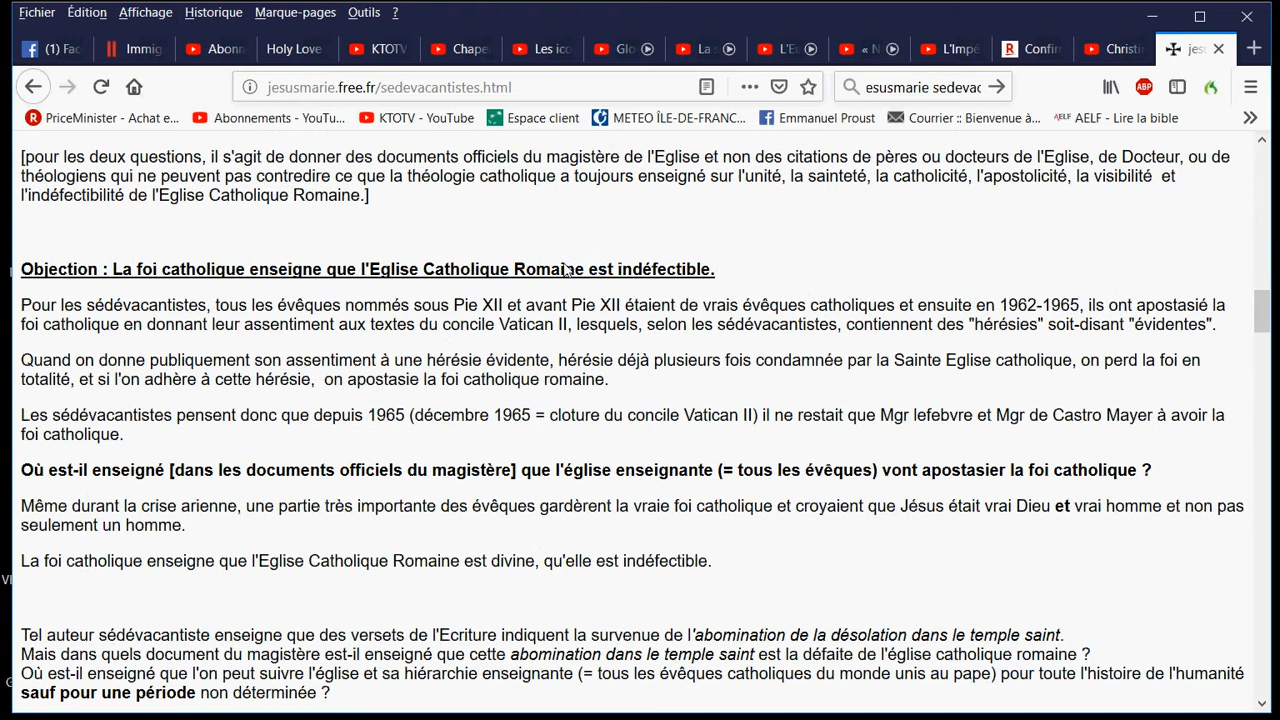 Fichier Édition Affichage Historique Marque-pages Outils ?
(1) Fac Immig Abonn Holy Love KTOTV Chape Les ico Glo La s L'Eı « N L'Impé Confir Christi jesı
jesusmarie.free.fr/sedevacantistes.html esusmarie sedevac
PriceMinister - Achat e... Abonnements - YouTu... KTOTV - YouTube Espace client METEO ÎLE-DE-FRANC... Emmanuel Proust Courrier :: Bienvenue à... AELF - Lire la bible
[pour les deux questions, il s'agit de donner des documents officiels du magistère de l'Eglise et non des citations de pères ou docteurs de l'Eglise, de Docteur, ou de
théologiens qui ne peuvent pas contredire ce que la théologie catholique a toujours enseigné sur l'unité, la sainteté, la catholicité, l'apostolicité, la visibilité et
l'indéfectibilité de l'Eglise Catholique Romaine.]
Objection : La foi catholique enseigne que l'Eglise Catholique Romaine est indéfectible.
Pour les sédévacantistes, tous les évêques nommés sous Pie XII et avant Pie XII étaient de vrais évêques catholiques et ensuite en 1962-1965, ils ont apostasié la
foi catholique en donnant leur assentiment aux textes du concile Vatican II, lesquels, selon les sédévacantistes, contiennent des "hérésies" soit-disant "évidentes".
Quand on donne publiquement son assentiment à une hérésie évidente, hérésie déjà plusieurs fois condamnée par la Sainte Eglise catholique, on perd la foi en
totalité, et si l'on adhère à cette hérésie, on apostasie la foi catholique romaine.
Les sédévacantistes pensent donc que depuis 1965 (décembre 1965 = cloture du concile Vatican II) il ne restait que Mgr lefebvre et Mgr de Castro Mayer à avoir la
foi catholique.
Où est-il enseigné [dans les documents officiels du magistère] que l'église enseignante (= tous les évêques) vont apostasier la foi catholique ?
Même durant la crise arienne, une partie très importante des évêques gardèrent la vraie foi catholique et croyaient que Jésus était vrai Dieu et vrai homme et non pas
seulement un homme.
La foi catholique enseigne que l'Eglise Catholique Romaine est divine, qu'elle est indéfectible.
Tel auteur sédévacantiste enseigne que des versets de l'Ecriture indiquent la survenue de l'abomination de la désolation dans le temple saint.
Mais dans quels document du magistère est-il enseigné que cette abomination dans le temple saint est la défaite de l'église catholique romaine ?
Où est-il enseigné que l'on peut suivre l'église et sa hiérarchie enseignante (= tous les évêques catholiques du monde unis au pape) pour toute l'histoire de l'humanité
sauf pour une période non déterminée ?